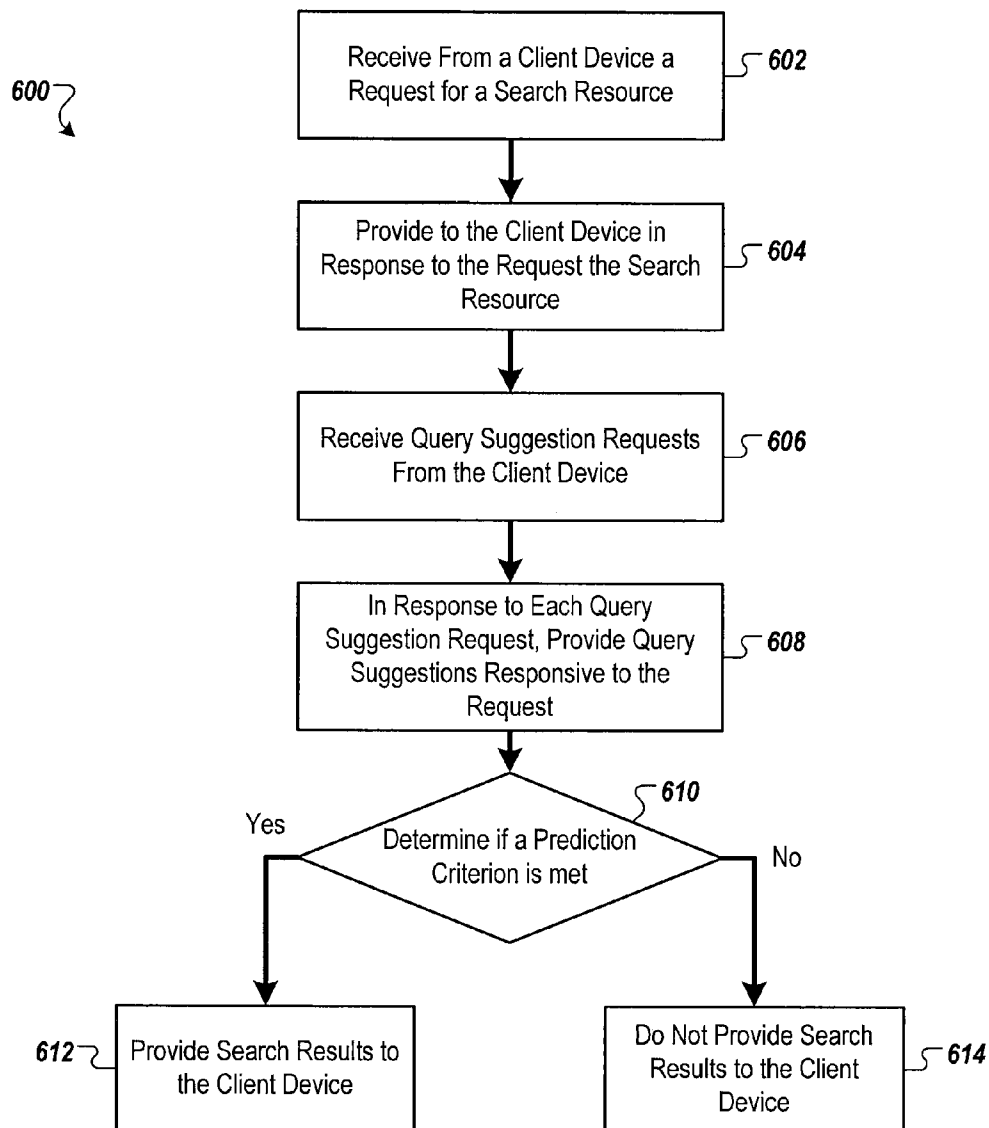 Receive From a Client Device a
Request for a Search Resource
602
600
Provide to the Client Device in
Response to the Request the Search
Resource
604
Receive Query Suggestion Requests
From the Client Device
606
In Response to Each Query
Suggestion Request, Provide Query
Suggestions Responsive to the
Request
608
610
Yes
Determine if a Prediction
Criterion is met
No
612
Provide Search Results to
the Client Device
Do Not Provide Search
Results to the Client
Device
614